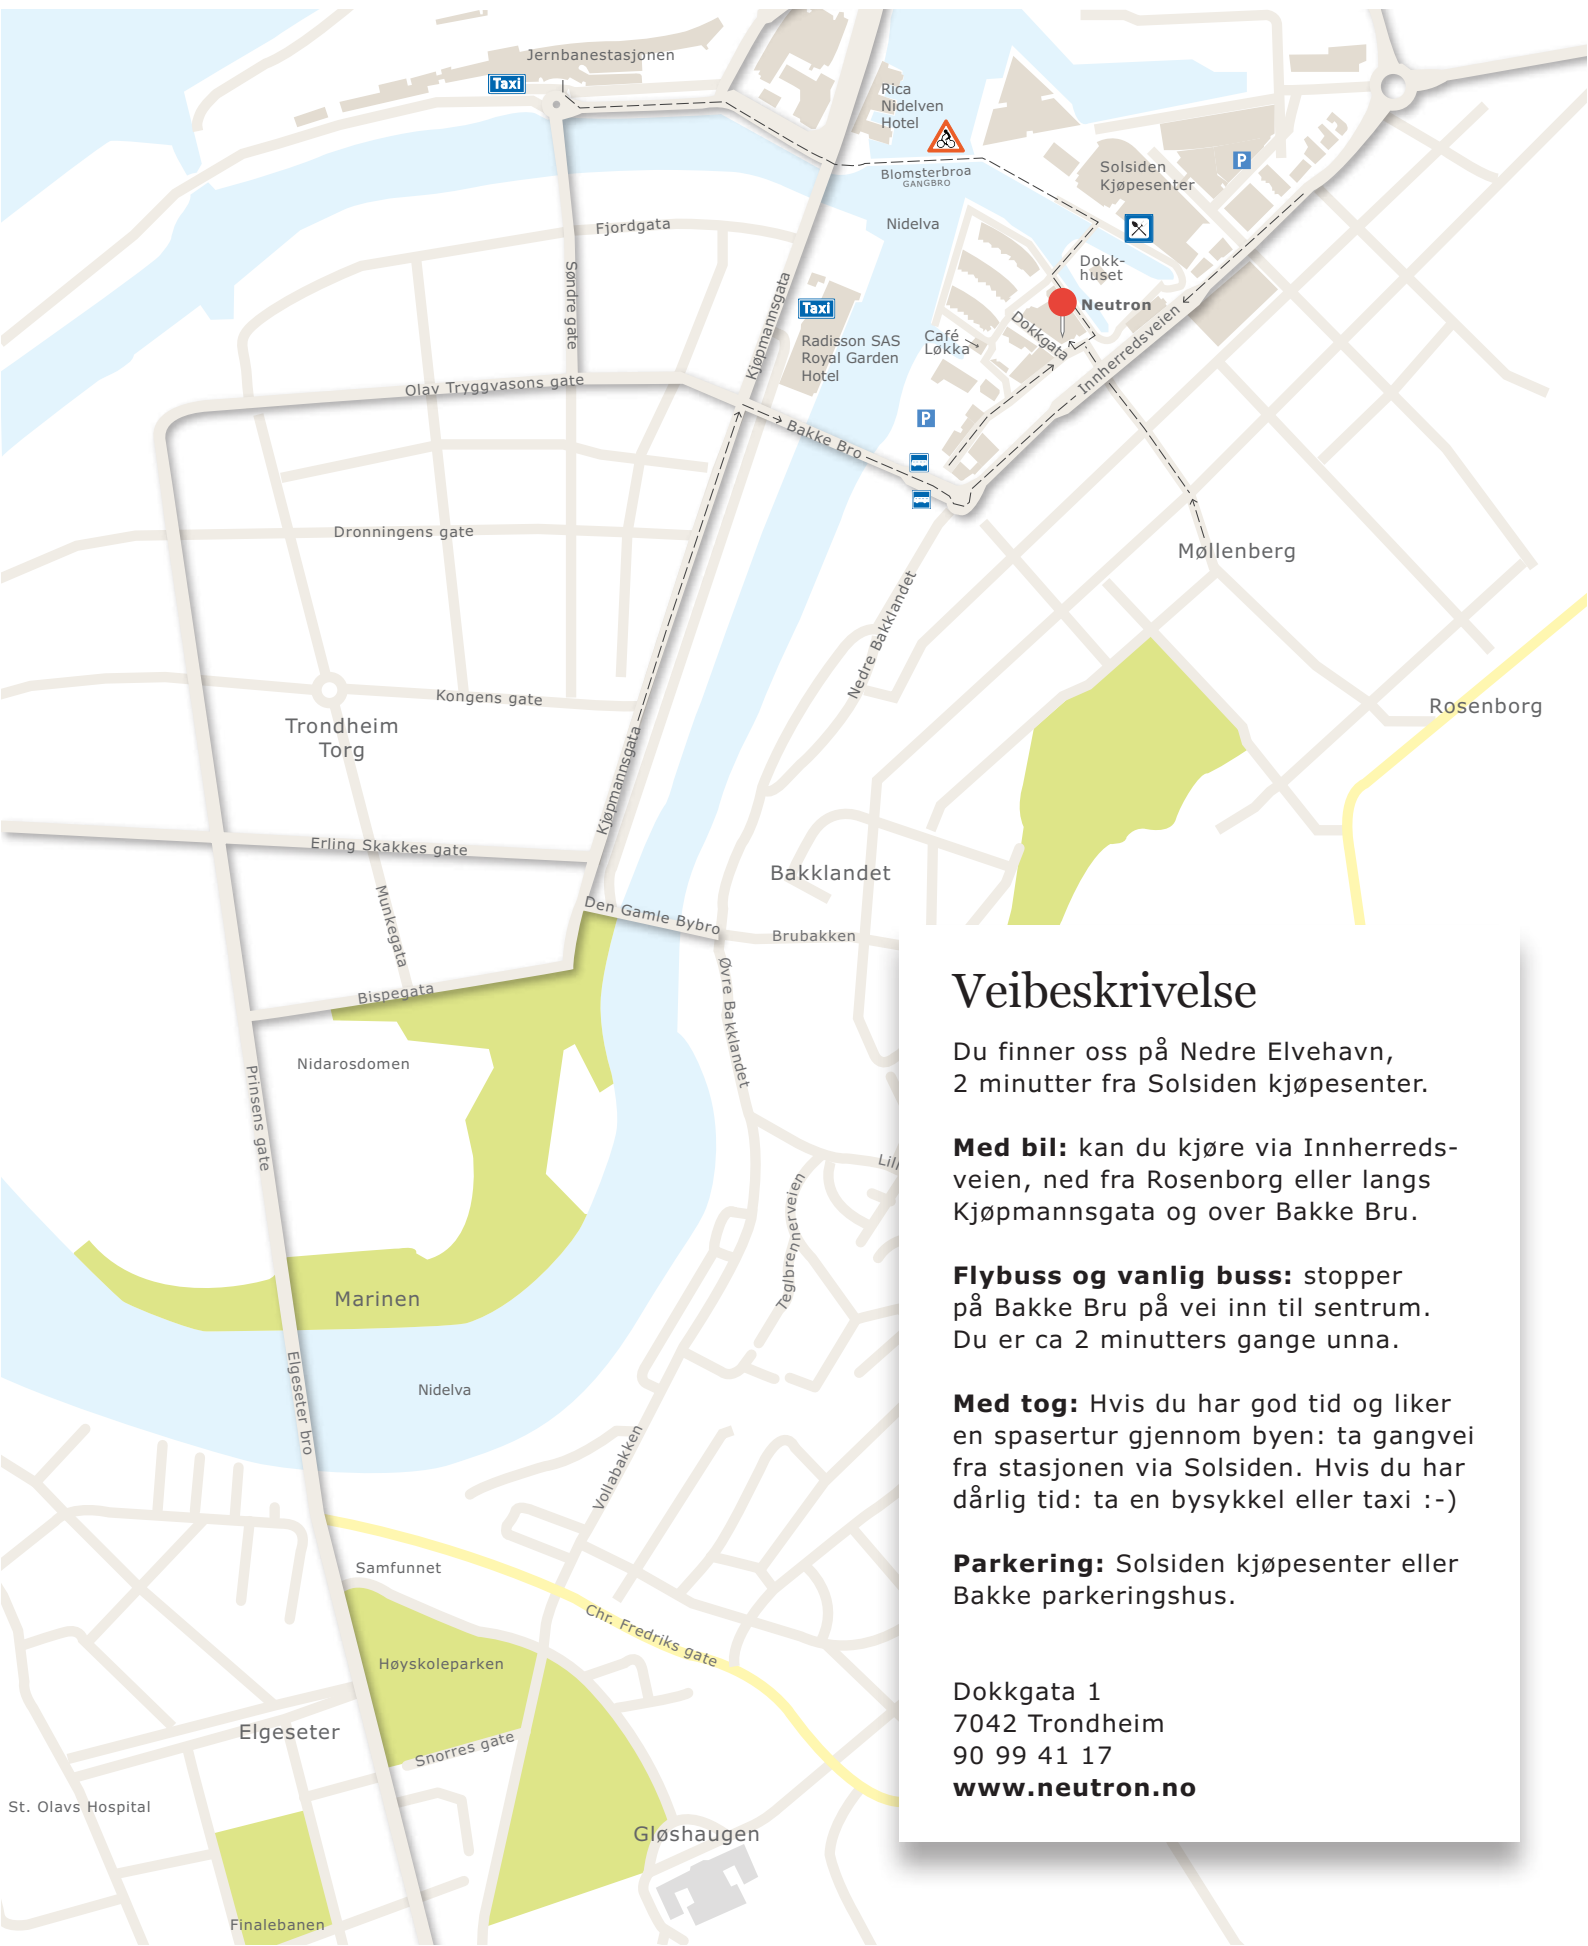 Jernbanestasjonen
Taxi
Rica
Nidelven
Hotel
Blomsterbroa
GANGBRO
Solsiden
Kjøpesenter
P
Nidelva
Fjordgata
Søndre gate
Kjøpmannsgata
Taxi
Radisson SAS
Royal Garden
Hotel
Dokk-
huset
Neutron
Café
Løkka
Dokkgata
Innherredsveien
Olav Tryggvasons gate
P
Bakke Bro
Dronningens gate
Møllenberg
Nedre Bakklandet
Kongens gate
Trondheim
Torg
Rosenborg
Kjøpmannsgata
Erling Skakkes gate
Munkegata
Bakklandet
Den Gamle Bybro
Brubakken
Øvre Bakklandet
Bispegata
Nidarosdomen
Prinsens gate
Lill
Teglbrennerveien
Marinen
Elgeseter bro
Nidelva
Vollabakken
Samfunnet
Chr. Fredriks gate
Høyskoleparken
Elgeseter
Snorres gate
St. Olavs Hospital
Gløshaugen
Finalebanen
Veibeskrivelse
Du finner oss på Nedre Elvehavn,
2 minutter fra Solsiden kjøpesenter.
Med bil: kan du kjøre via Innherreds-
veien, ned fra Rosenborg eller langs
Kjøpmannsgata og over Bakke Bru.
Flybuss og vanlig buss: stopper
på Bakke Bru på vei inn til sentrum.
Du er ca 2 minutters gange unna.
Med tog: Hvis du har god tid og liker
en spasertur gjennom byen: ta gangvei
fra stasjonen via Solsiden. Hvis du har
dårlig tid: ta en bysykkel eller taxi :-)
Parkering: Solsiden kjøpesenter eller
Bakke parkeringshus.
Dokkgata 1
7042 Trondheim
90 99 41 17
www.neutron.no